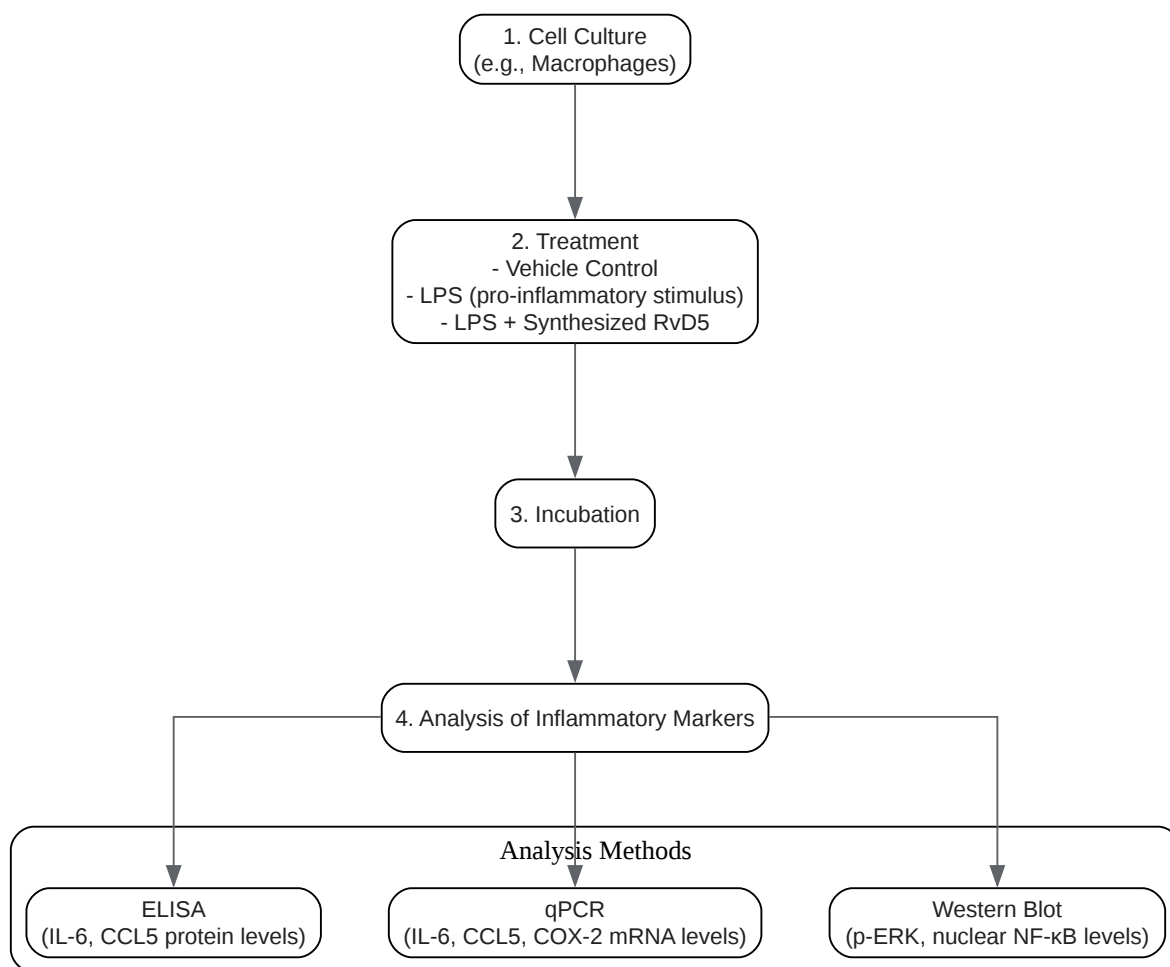 1. Cell Culture
(e.g., Macrophages)
2. Treatment
- Vehicle Control
- LPS (pro-inflammatory stimulus)
- LPS + Synthesized RvD5
3. Incubation
4. Analysis of Inflammatory Markers
Analysis Methods
ELISA
(IL-6, CCL5 protein levels)
qPCR
(IL-6, CCL5, COX-2 mRNA levels)
Western Blot
(p-ERK, nuclear NF-κB levels)